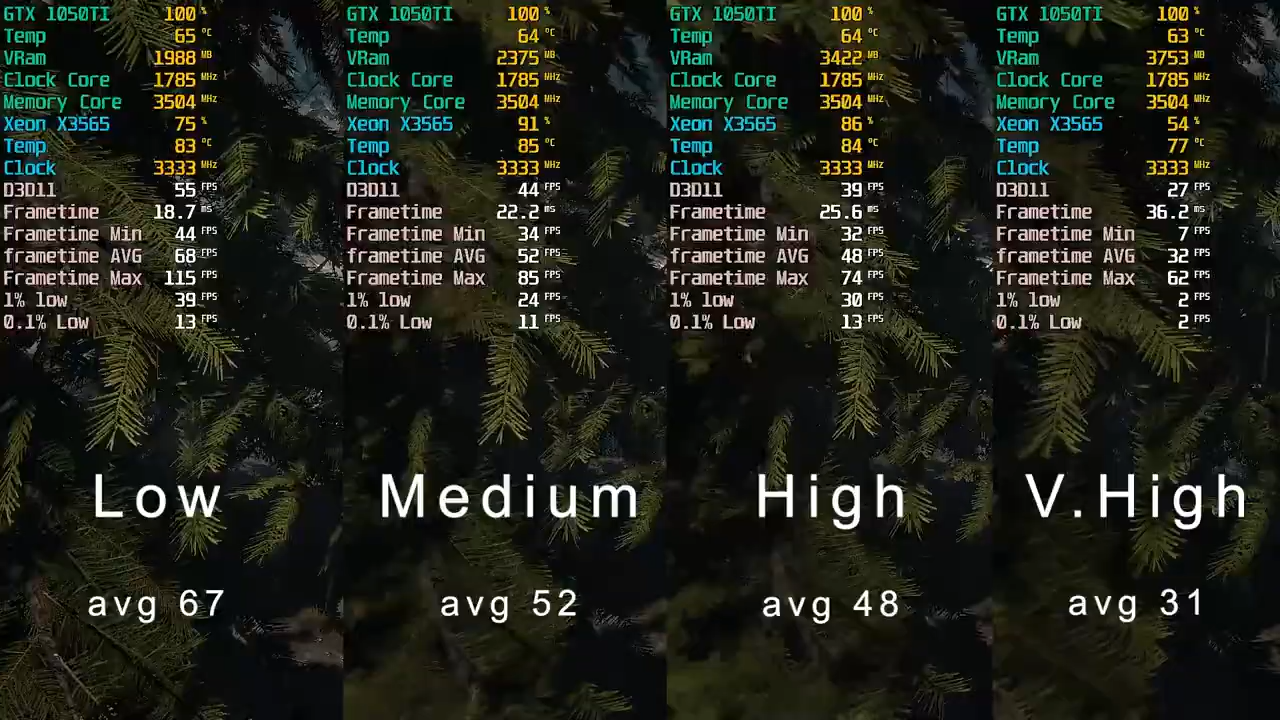 GTX 1050TI 100 %
Temp 65 °C
VRam 1988 MB
Clock Core 1785 MHz
Memory Core 3504 MHz
Xeon X3565 75 %
Temp 83 °C
Clock 3333 MHz
D3D11 55 FPS
Frametime 18.7 ms
Frametime Min 44 FPS
frametime AVG 68 FPS
Frametime Max 115 FPS
1% low 39 FPS
0.1% Low 13 FPS
Low
avg 67
GTX 1050TI 100 %
Temp 64 °C
VRam 2375 MB
Clock Core 1785 MHz
Memory Core 3504 MHz
Xeon X3565 91 %
Temp 85 °C
Clock 3333 MHz
D3D11 44 FPS
Frametime 22.2 ms
Frametime Min 34 FPS
frametime AVG 52 FPS
Frametime Max 85 FPS
1% low 24 FPS
0.1% Low 11 FPS
Medium
avg 52
GTX 1050TI 100 %
Temp 64 °C
VRam 3422 MB
Clock Core 1785 MHz
Memory Core 3504 MHz
Xeon X3565 86 %
Temp 84 °C
Clock 3333 MHz
D3D11 39 FPS
Frametime 25.6 ms
Frametime Min 32 FPS
frametime AVG 48 FPS
Frametime Max 74 FPS
1% low 30 FPS
0.1% Low 13 FPS
High
avg 48
GTX 1050TI 100 %
Temp 63 °C
VRam 3753 MB
Clock Core 1785 MHz
Memory Core 3504 MHz
Xeon X3565 54 %
Temp 77 °C
Clock 3333 MHz
D3D11 27 FPS
Frametime 36.2 ms
Frametime Min 7 FPS
frametime AVG 32 FPS
Frametime Max 62 FPS
1% low 2 FPS
0.1% Low 2 FPS
V.High
avg 31